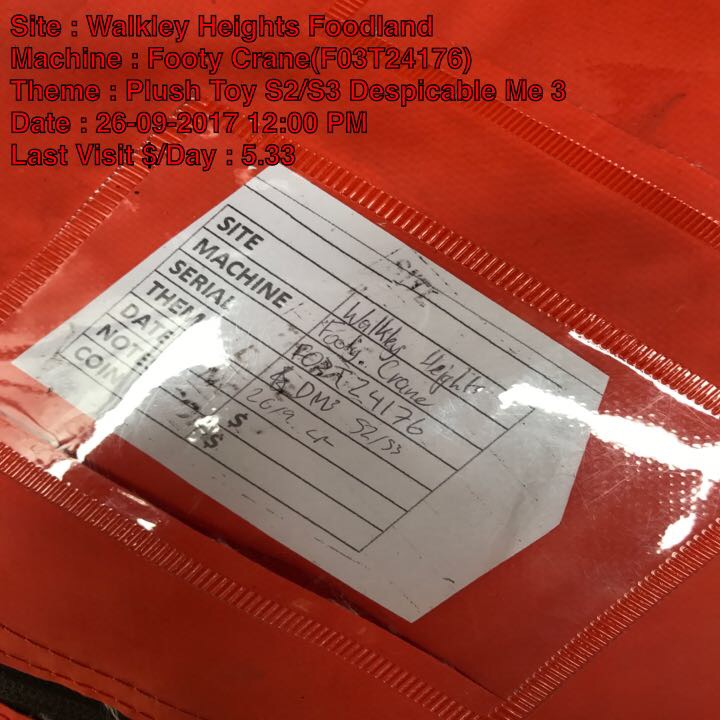 Site : Walkley Heights Foodland
Machine : Footy Crane(F03T24176)
Theme : Plush Toy S2/S3 Despicable Me 3
Date : 26-09-2017 12:00 PM
Last Visit $/Day : 5.33
SITE Walkley Heights
MACHINE Footy Crane
SERIAL 24176
THEM DM3 S2/S3
DATE 26/9
NOTE $
COIN $